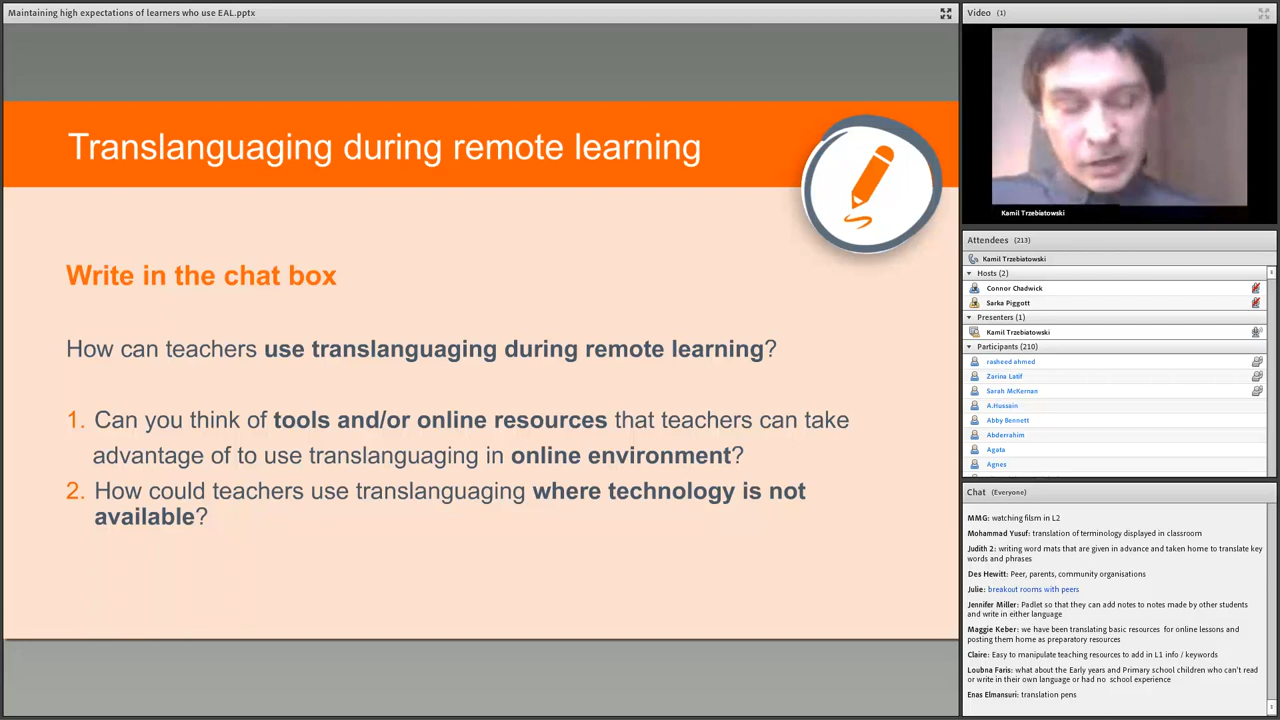 Maintaining high expectations of learners who use EAL.pptx
Translanguaging during remote learning
Write in the chat box
How can teachers use translanguaging during remote learning?
1. Can you think of tools and/or online resources that teachers can take
advantage of to use translanguaging in online environment?
2. How could teachers use translanguaging where technology is not
available?
Video (1)
Kamil Trzebiatowski
Attendees (213)
Kamil Trzebiatowski
Hosts (2)
Connor Chadwick
Sarka Piggott
Presenters (1)
Kamil Trzebiatowski
Participants (210)
rasheed ahmed
Zarina Latif
Sarah McKernan
A.Hussain
Abby Bennett
Abderrahim
Agata
Agnes
Chat (Everyone)
MMG: watching filsm in L2
Mohammad Yusuf: translation of terminology displayed in classroom
Judith 2: writing word mats that are given in advance and taken home to translate key
words and phrases
Des Hewitt: Peer, parents, community organisations
Julie: breakout rooms with peers
Jennifer Miller: Padlet so that they can add notes to notes made by other students
and write in either language
Maggie Keber: we have been translating basic resources for online lessons and
posting them home as preparatory resources
Claire: Easy to manipulate teaching resources to add in L1 info / keywords
Loubna Faris: what about the Early years and Primary school children who can't read
or write in their own language or had no school experience
Enas Elmansuri: translation pens